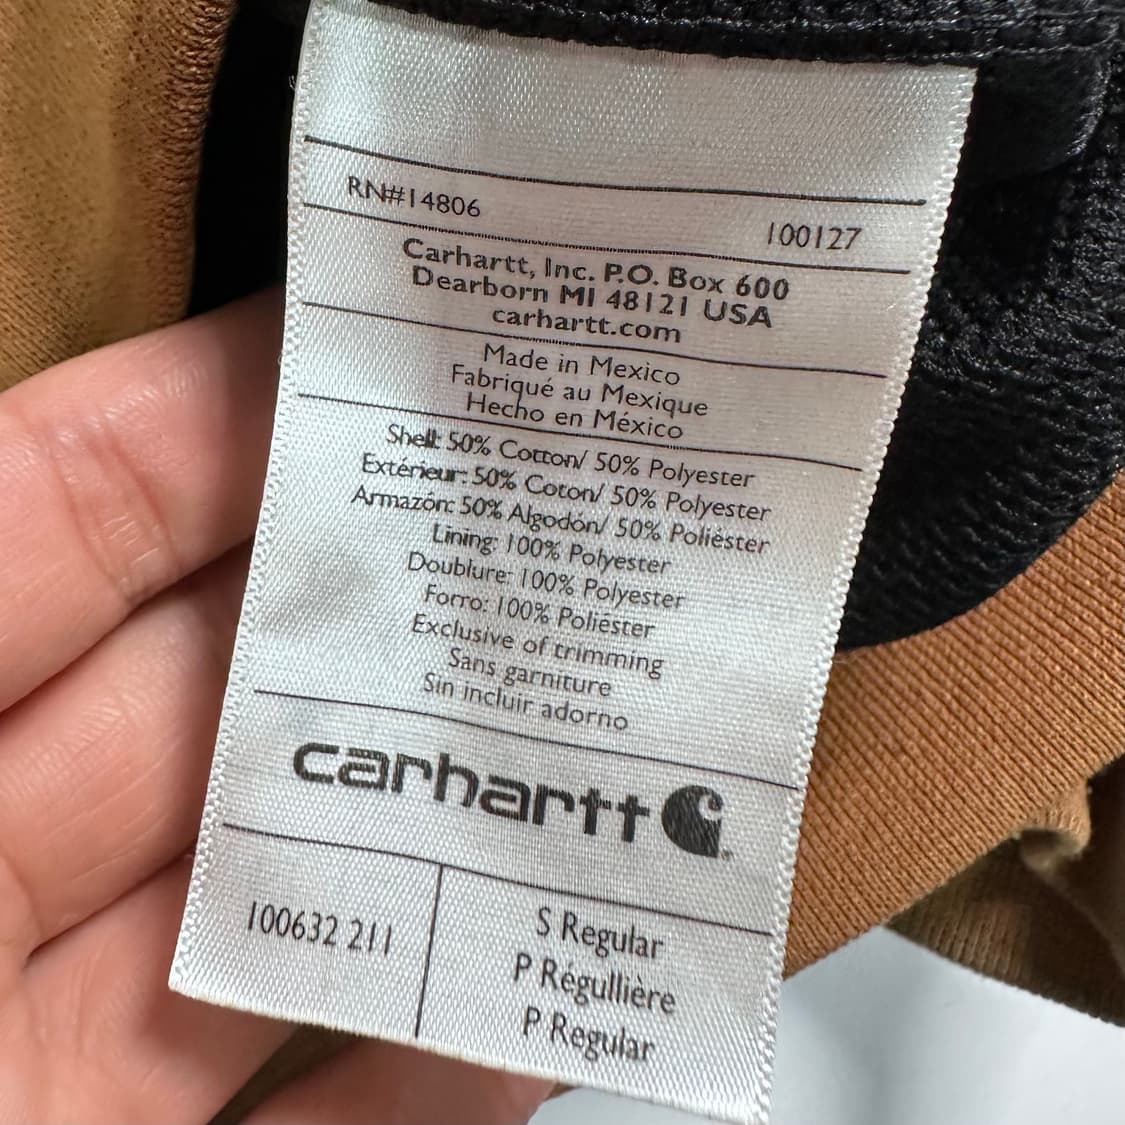 RN#14806
100127
Carhartt, Inc. P.O. Box 600
Dearborn MI 48121 USA
carhartt.com
Made in Mexico
Fabriqué au Mexique
Hecho en México
Shell: 50% Cotton/ 50% Polyester
Extérieur: 50% Coton/ 50% Polyester
Armazón: 50% Algodón/ 50% Poliéster
Lining: 100% Polyester
Doublure: 100% Polyester
Forro: 100% Poliéster
Exclusive of trimming
Sans garniture
Sin incluir adorno
carhartt
100632 211
S Regular
P Régullière
P Regular